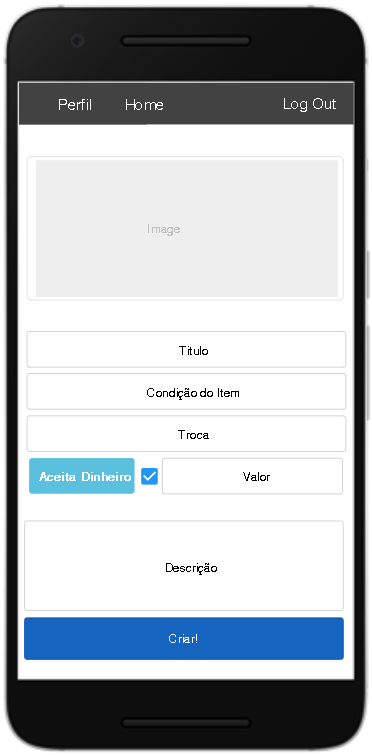 Perfil Home Log Out
Image
Titulo
Condição do Item
Troca
Aceita Dinheiro Valor
Descrição
Criar!